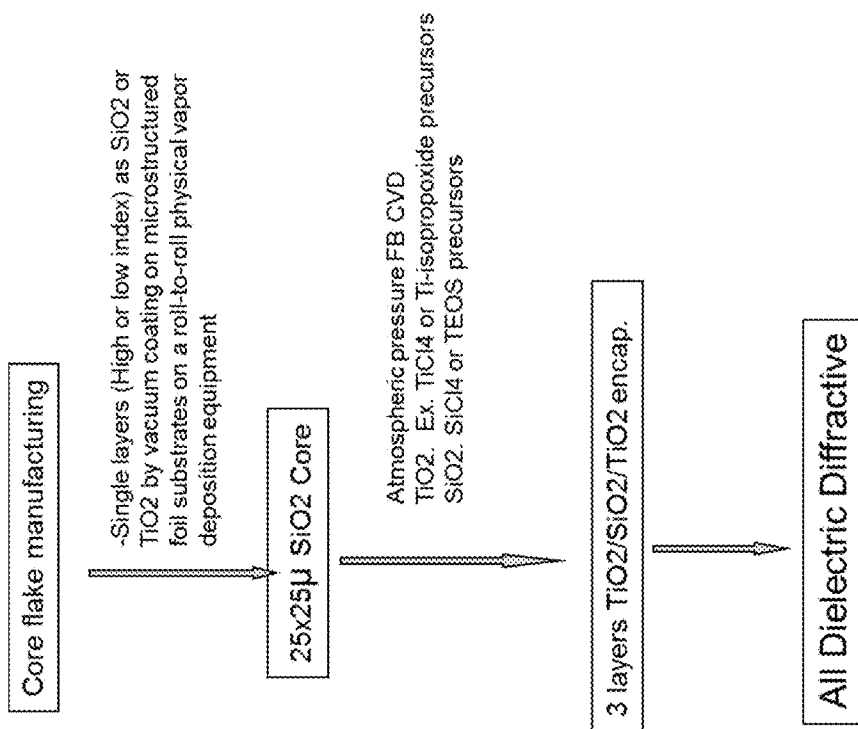 Core flake manufacturing
-Single layers (High or low index) as SiO2 or
TiO2 by vacuum coating on microstructured
foil substrates on a roll-to-roll physical vapor
deposition equipment
25x25µ SiO2 Core
Atmospheric pressure FB CVD
TiO2. Ex. TiCl4 or Ti-isopropoxide precursors
SiO2. SiCl4 or TEOS precursors
3 layers TiO2/SiO2/TiO2 encap.
All Dielectric Diffractive